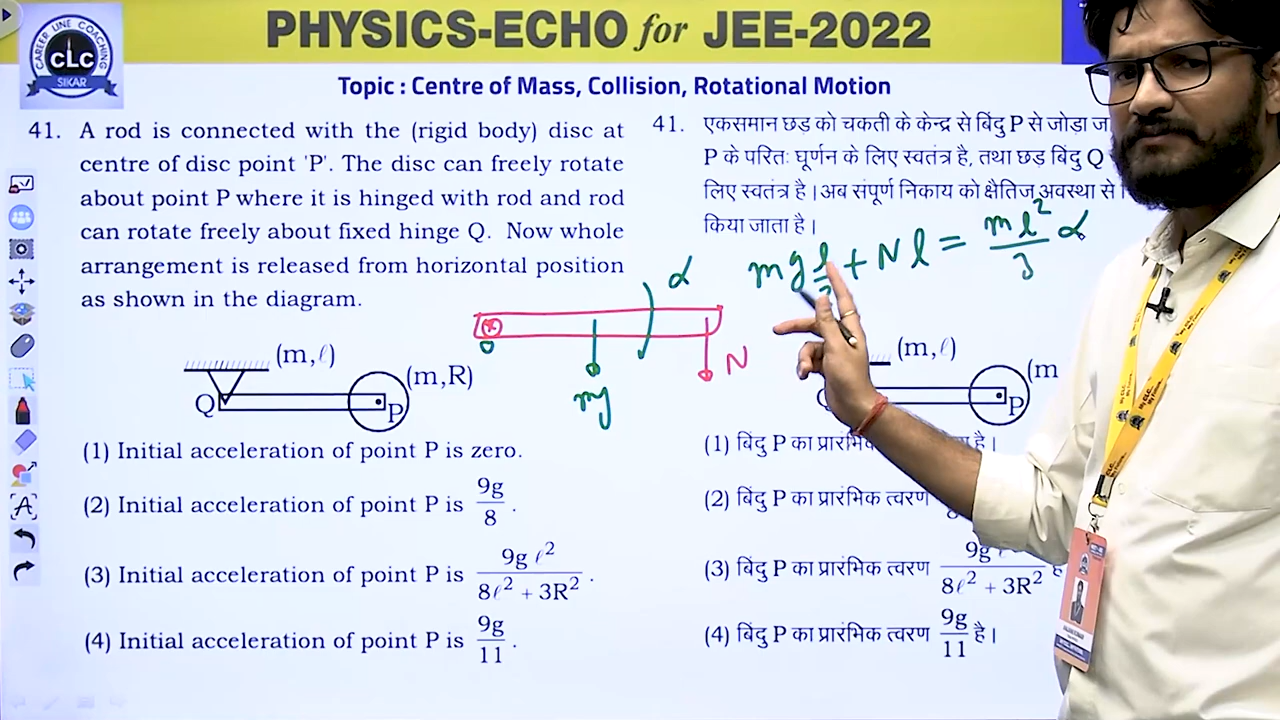 PHYSICS-ECHO for JEE-2022
CAREER LINE COACHING
CLC
SIKAR
Topic : Centre of Mass, Collision, Rotational Motion
41. A rod is connected with the (rigid body) disc at
centre of disc point 'P'. The disc can freely rotate
about point P where it is hinged with rod and rod
can rotate freely about fixed hinge Q. Now whole
arrangement is released from horizontal position
as shown in the diagram.
(m,ℓ)
(m,R)
Q
P
(1) Initial acceleration of point P is zero.
(2) Initial acceleration of point P is 9g/8 .
(3) Initial acceleration of point P is 9gℓ²/(8ℓ² + 3R²) .
(4) Initial acceleration of point P is 9g/11 .
α
mg
N
mg l + Nl = ml²/3 α
41. एकसमान छड़ को चकती के केन्द्र से बिंदु P से जोड़ा
P के परितः घूर्णन के लिए स्वतंत्र है, तथा छड़ बिंदु Q
लिए स्वतंत्र है। अब संपूर्ण निकाय को क्षैतिज अवस्था से
किया जाता है।
(m,ℓ)
(m
P
(1) बिंदु P का है।
(2) बिंदु P का प्रारंभिक त्वरण
(3) बिंदु P का प्रारंभिक त्वरण 9g/(8ℓ² + 3R²)
(4) बिंदु P का प्रारंभिक त्वरण 9g/11 है।